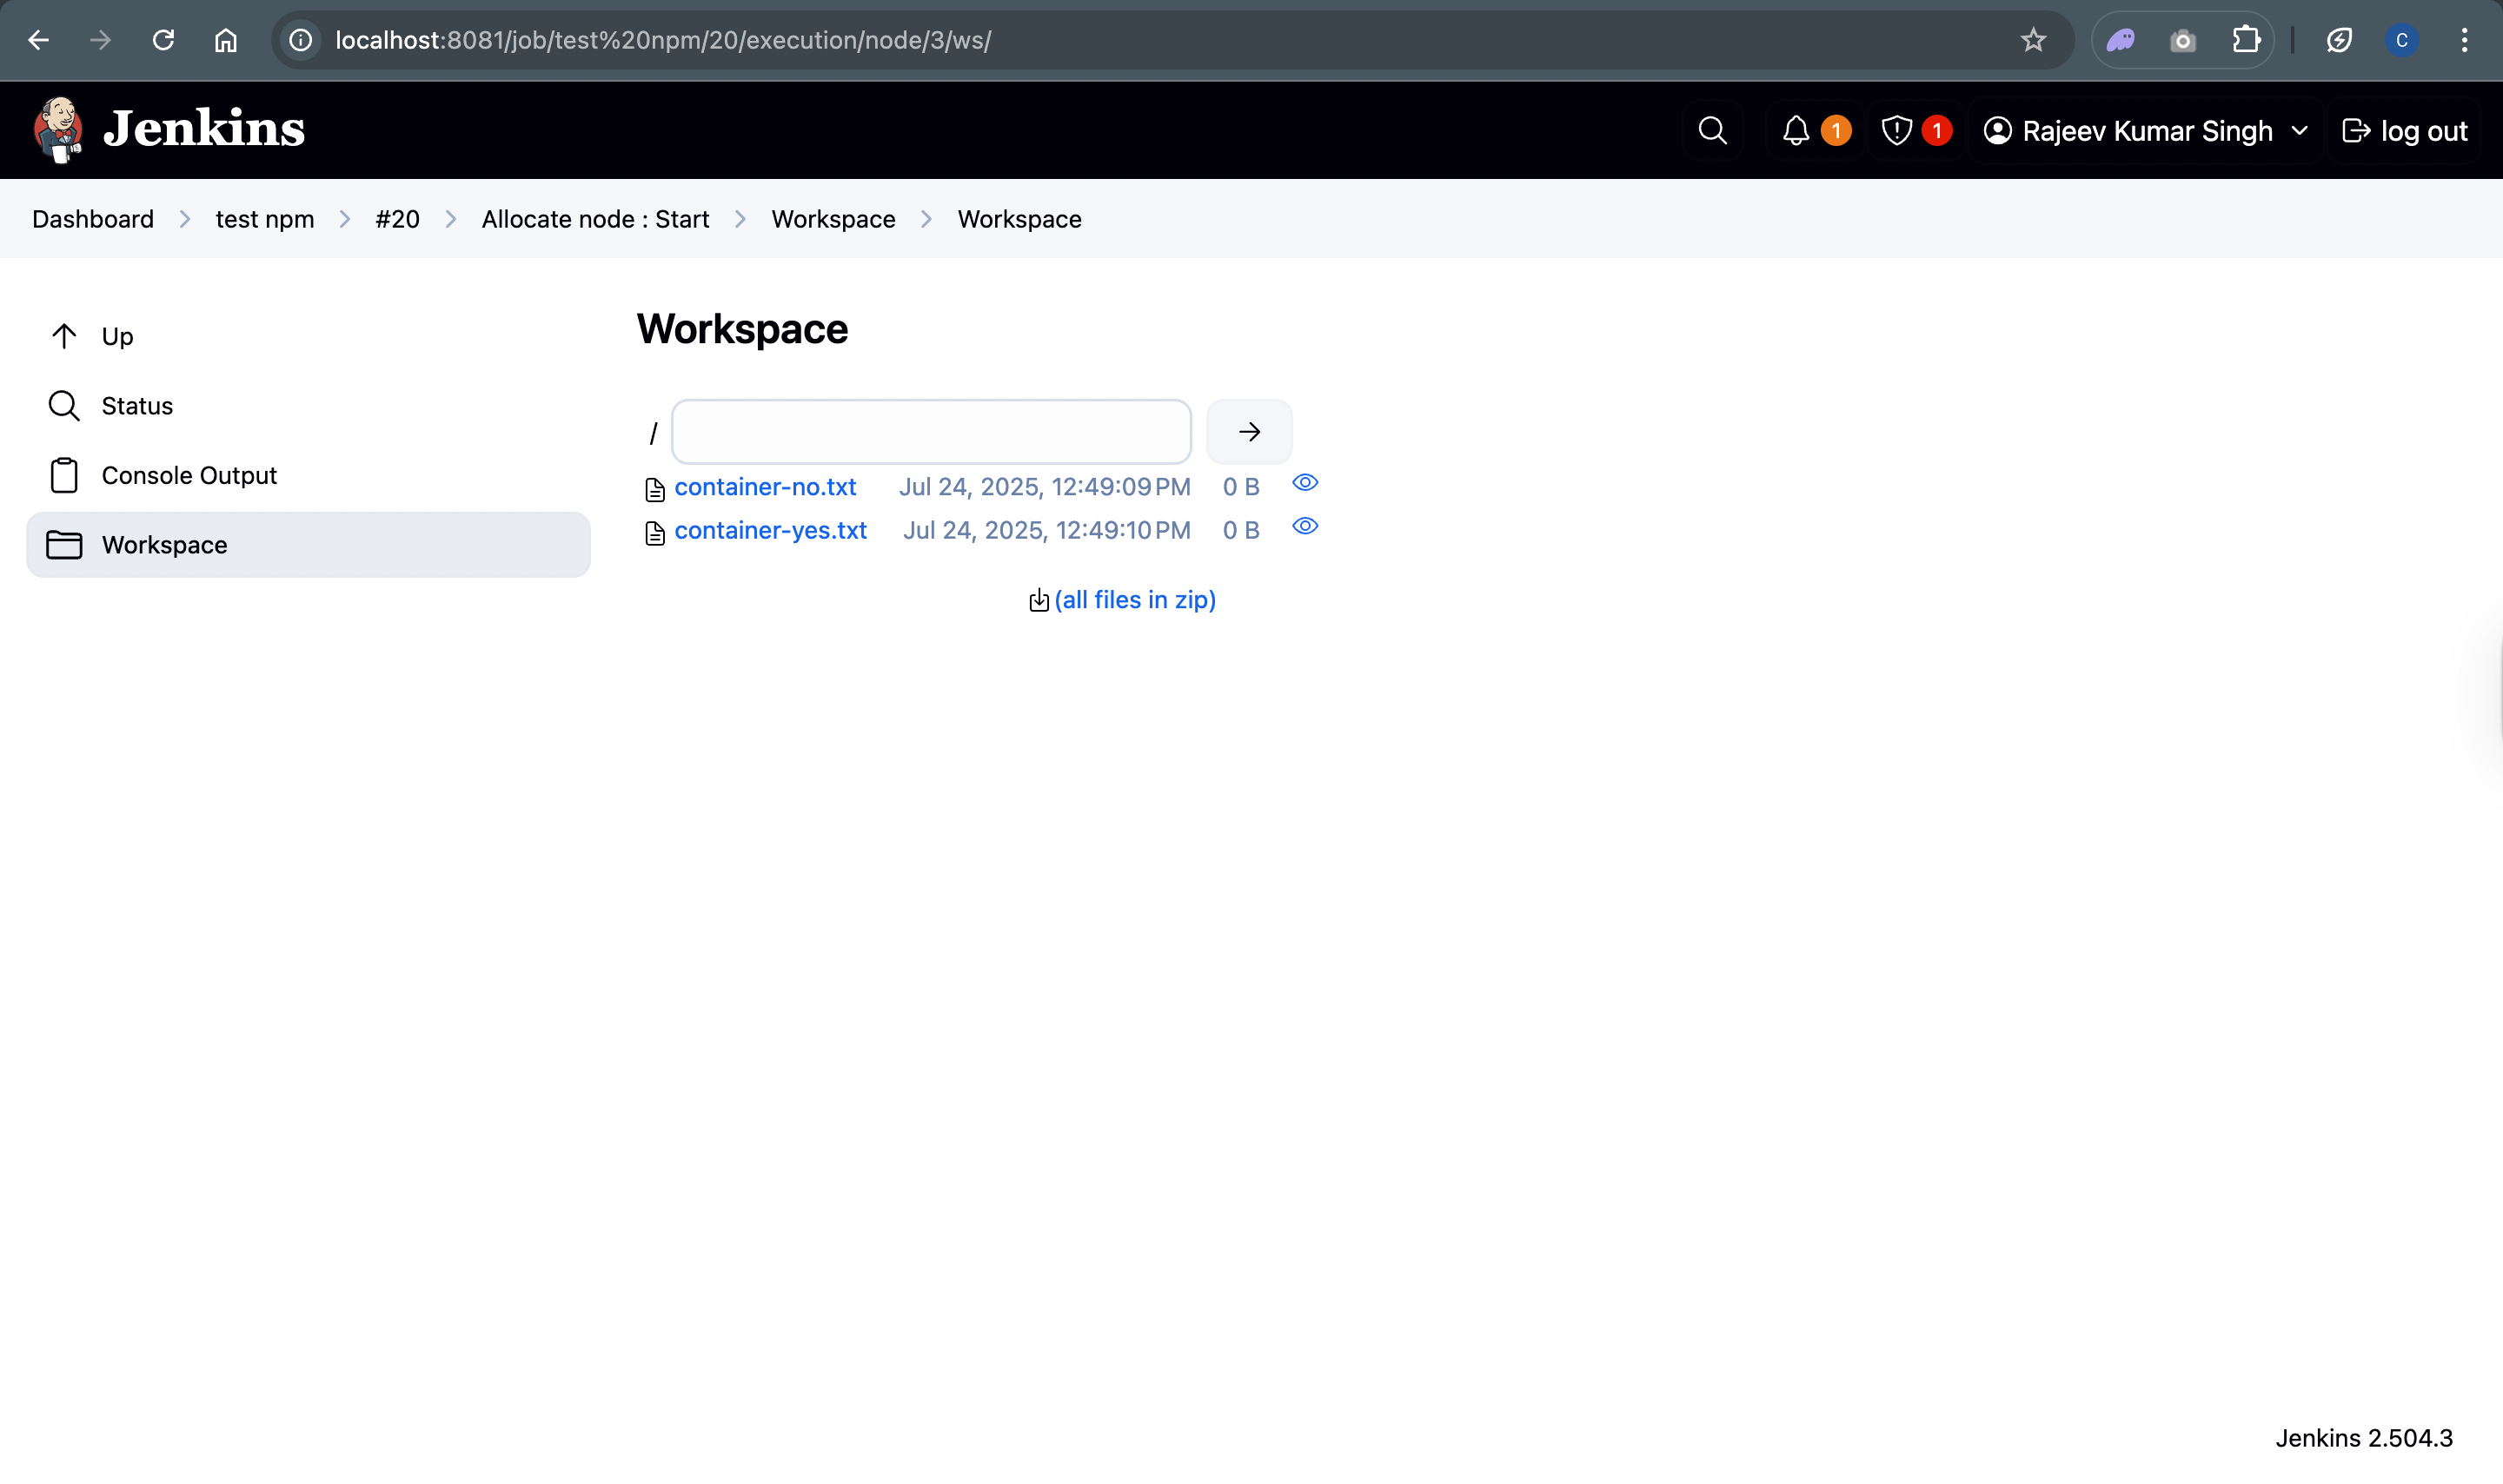 localhost:8081/job/test%20npm/20/execution/node/3/ws/
C
Jenkins
1
1
Rajeev Kumar Singh
log out
Dashboard > test npm > #20 > Allocate node : Start > Workspace > Workspace
Up
Status
Console Output
Workspace
Workspace
/
container-no.txt Jul 24, 2025, 12:49:09 PM 0 B
container-yes.txt Jul 24, 2025, 12:49:10 PM 0 B
(all files in zip)
Jenkins 2.504.3